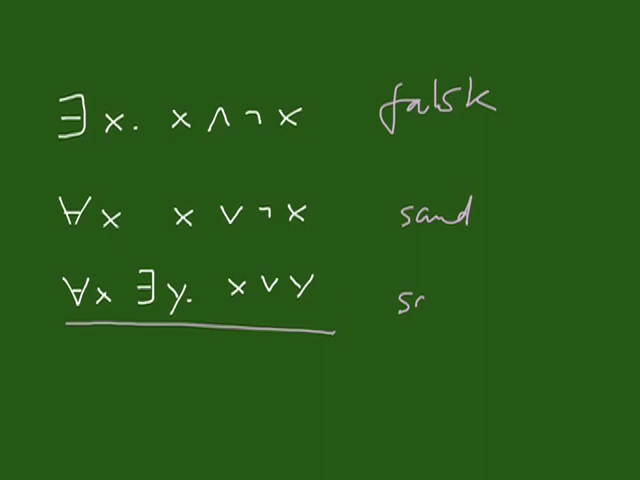 ∃ x. x ∧ ¬ x falsk
∀ x x ∨ ¬ x sand
∀ x ∃ y. x ∨ y